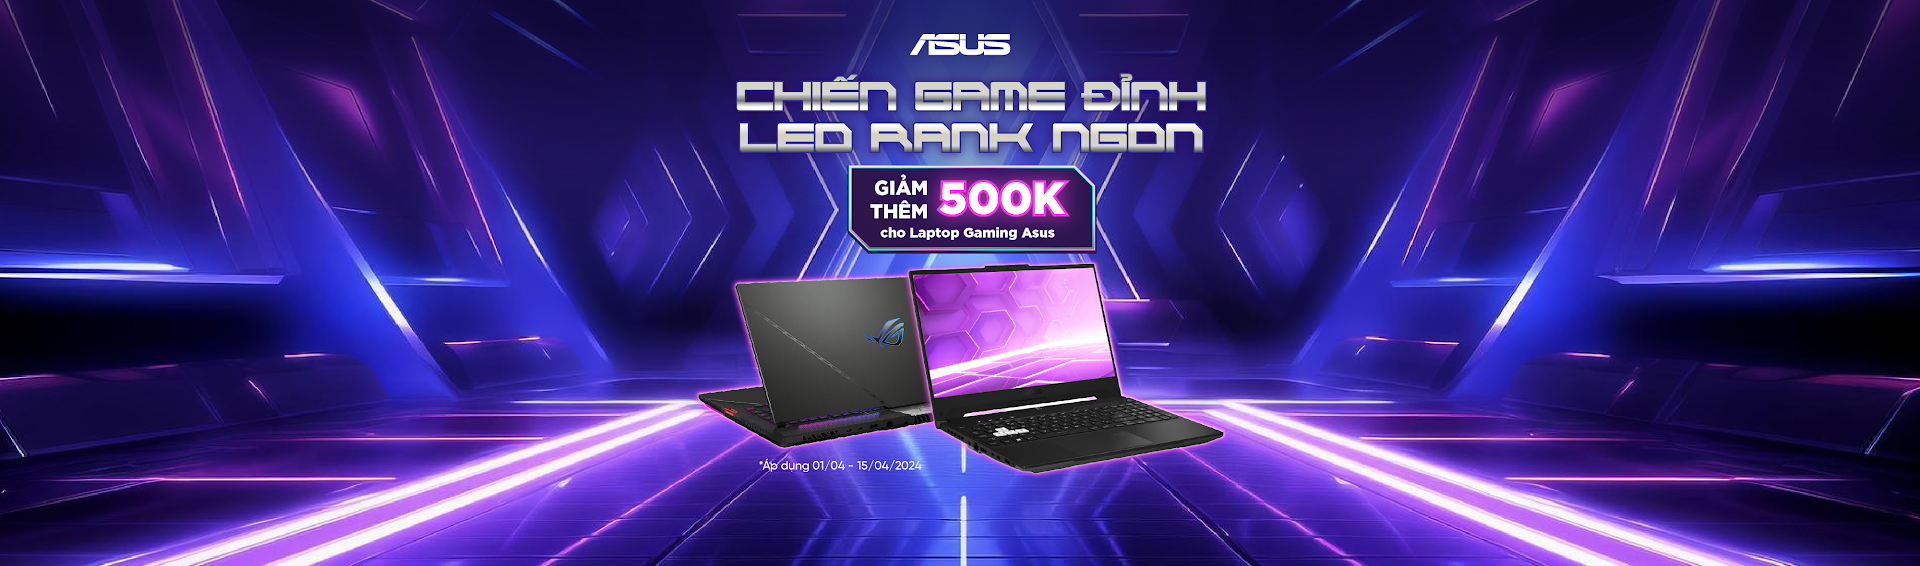 ASUS
CHIẾN GAME ĐỈNH
LEO RANK NGON
GIẢM THÊM 500K
cho Laptop Gaming Asus
*Áp dụng 01/04 - 15/04/2024